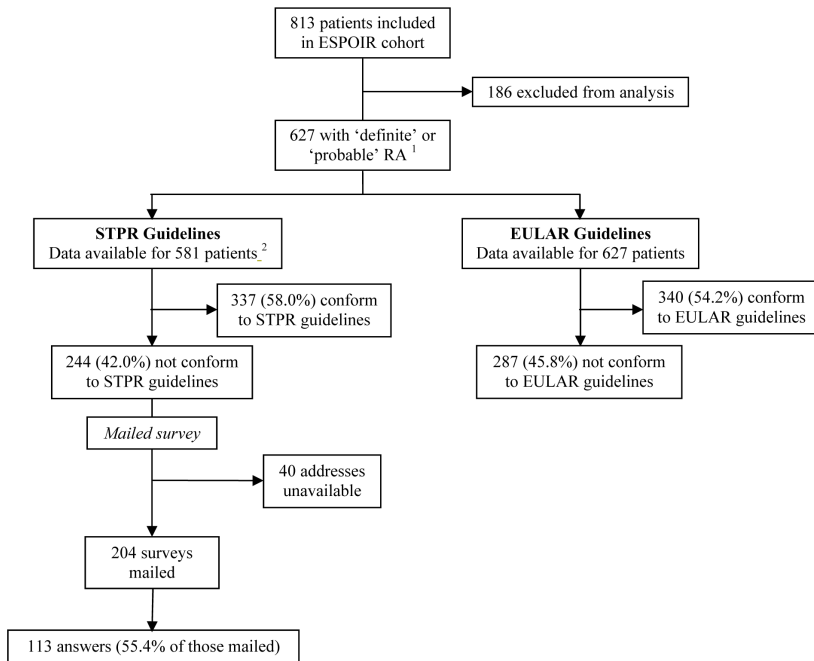 813 patients included
in ESPOIR cohort
186 excluded from analysis
627 with ‘definite’ or
‘probable’ RA 1
STPR Guidelines
Data available for 581 patients 2
EULAR Guidelines
Data available for 627 patients
337 (58.0%) conform
to STPR guidelines
340 (54.2%) conform
to EULAR guidelines
244 (42.0%) not conform
to STPR guidelines
287 (45.8%) not conform
to EULAR guidelines
Mailed survey
40 addresses
unavailable
204 surveys
mailed
113 answers (55.4% of those mailed)